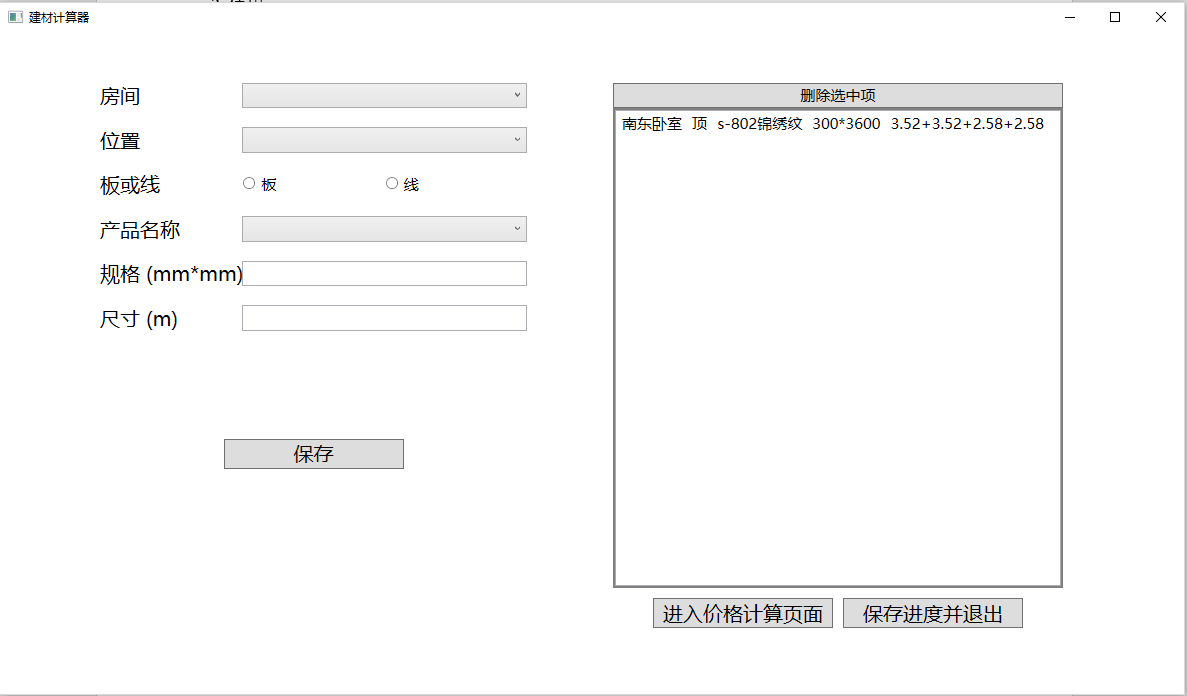 建材计算器
房间
位置
板或线 板 线
产品名称
规格 (mm*mm)
尺寸 (m)
保存
删除选中项
南东卧室 顶 s-802锦绣纹 300*3600 3.52+3.52+2.58+2.58
进入价格计算页面 保存进度并退出